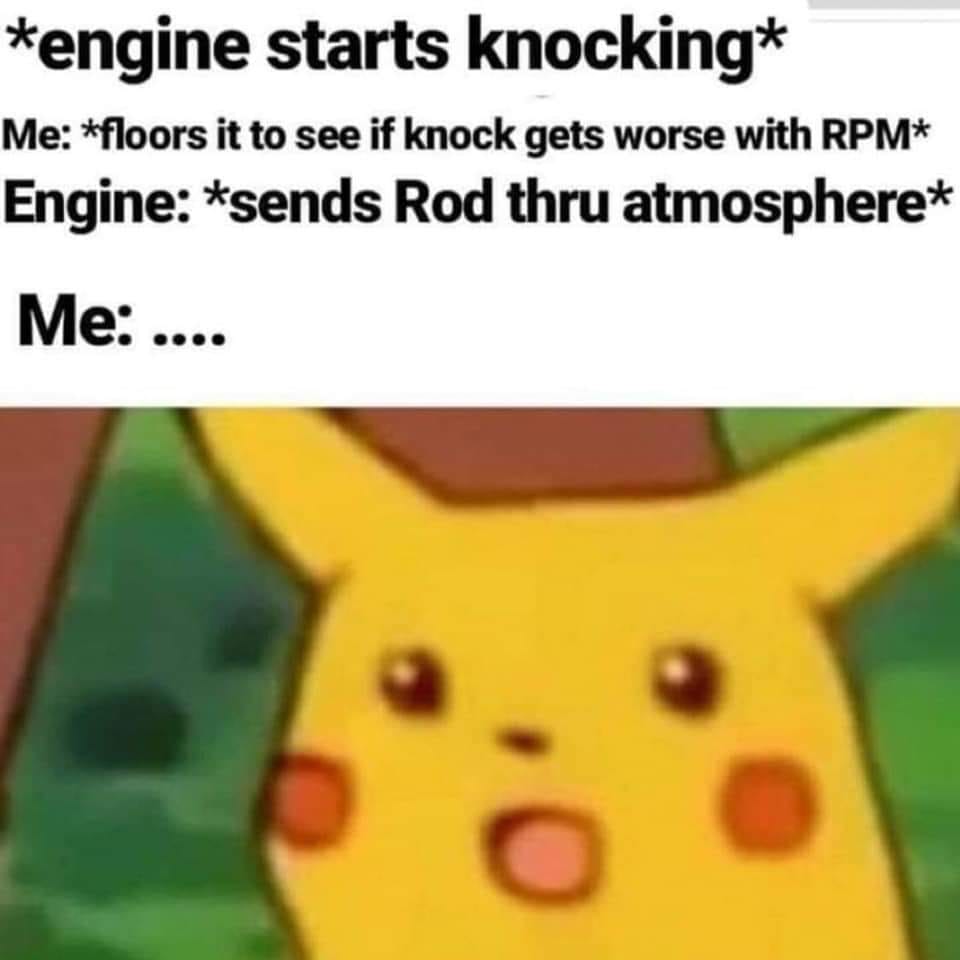 *engine starts knocking*
Me: *floors it to see if knock gets worse with RPM*
Engine: *sends Rod thru atmosphere*
Me: ....